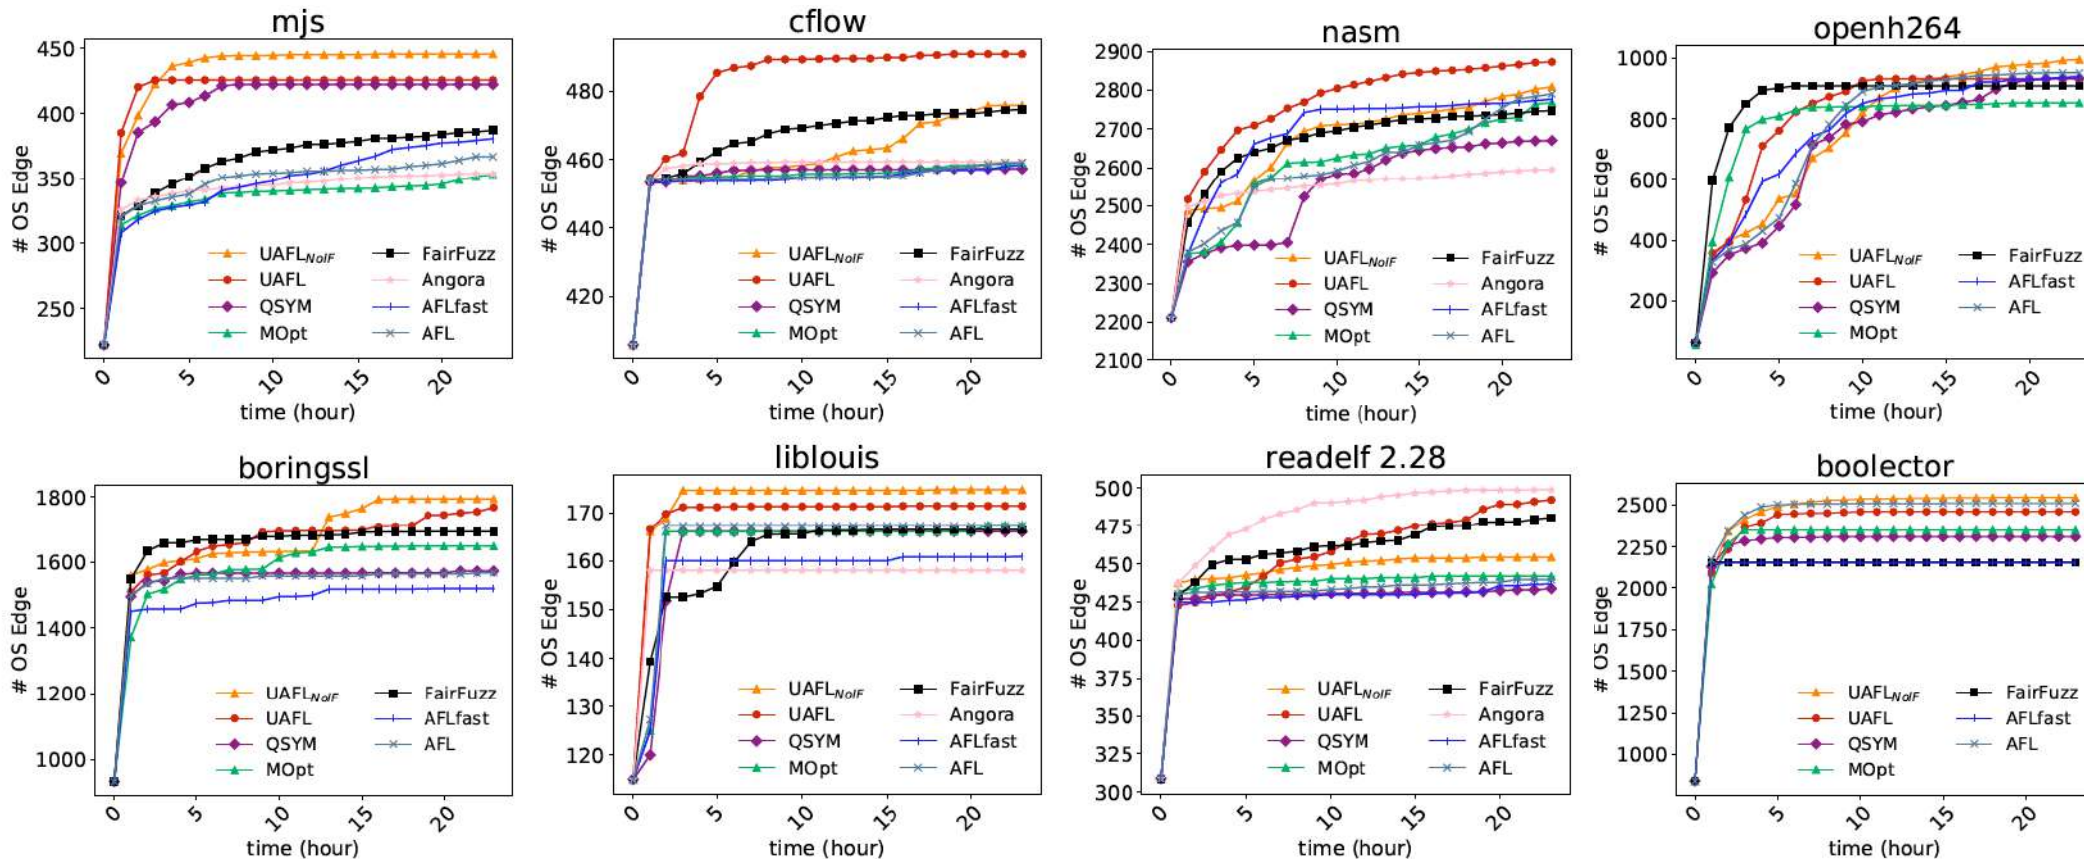 mjs
450
400
350
300
250
# OS Edge
UAFL_NoIF
UAFL
QSYM
MOpt
FairFuzz
Angora
AFLfast
AFL
0 5 10 15 20
time (hour)
cflow
480
460
440
420
# OS Edge
UAFL_NoIF
UAFL
QSYM
MOpt
FairFuzz
Angora
AFLfast
AFL
0 5 10 15 20
time (hour)
nasm
2900
2800
2700
2600
2500
2400
2300
2200
2100
# OS Edge
UAFL_NoIF
UAFL
QSYM
MOpt
FairFuzz
Angora
AFLfast
AFL
0 5 10 15 20
time (hour)
openh264
1000
800
600
400
200
# OS Edge
UAFL_NoIF
UAFL
QSYM
MOpt
FairFuzz
AFLfast
AFL
0 5 10 15 20
time (hour)
boringssl
1800
1600
1400
1200
1000
# OS Edge
UAFL_NoIF
UAFL
QSYM
MOpt
FairFuzz
AFLfast
AFL
0 5 10 15 20
time (hour)
liblouis
170
160
150
140
130
120
# OS Edge
UAFL_NoIF
UAFL
QSYM
MOpt
FairFuzz
Angora
AFLfast
AFL
0 5 10 15 20
time (hour)
readelf 2.28
500
475
450
425
400
375
350
325
300
# OS Edge
UAFL_NoIF
UAFL
QSYM
MOpt
FairFuzz
Angora
AFLfast
AFL
0 5 10 15 20
time (hour)
boolector
2500
2250
2000
1750
1500
1250
1000
# OS Edge
UAFL_NoIF
UAFL
QSYM
MOpt
FairFuzz
AFLfast
AFL
0 5 10 15 20
time (hour)